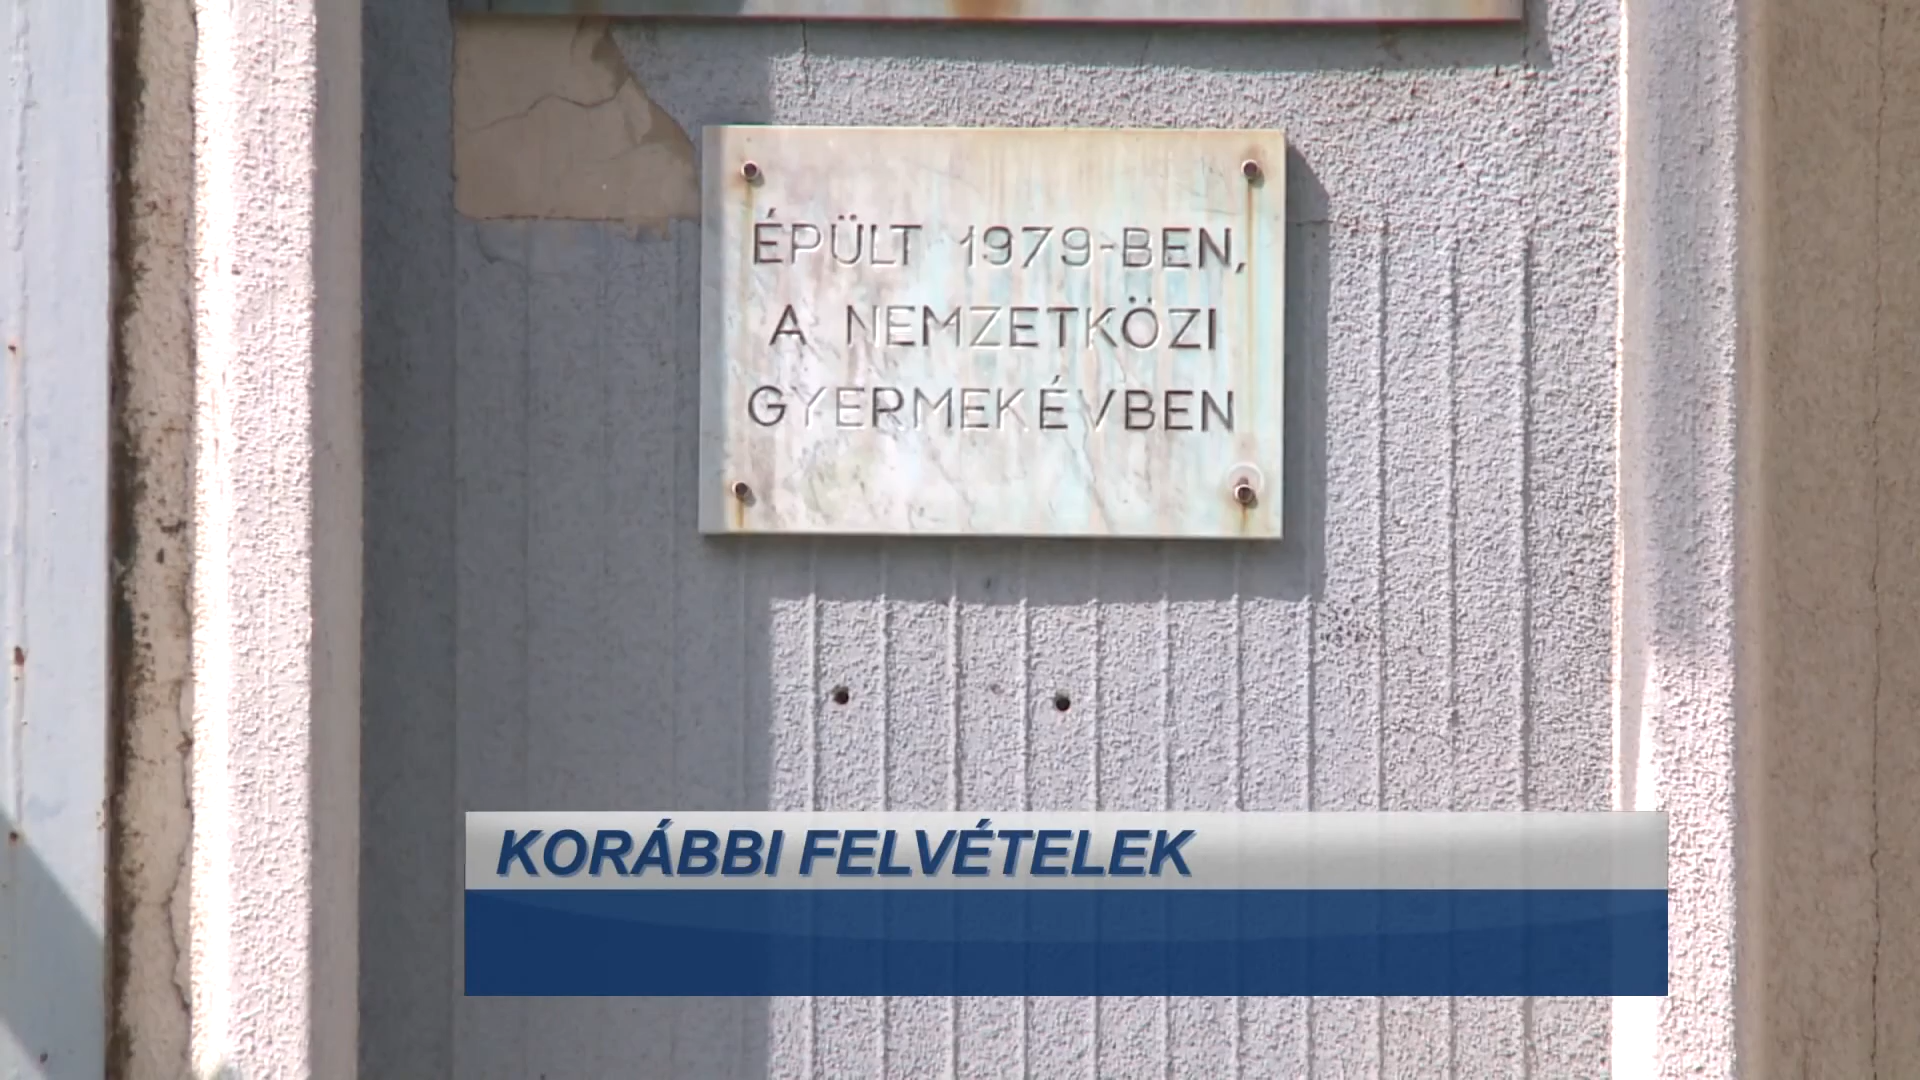 ÉPÜLT 1979-BEN,
A NEMZETKÖZI
GYERMEKÉVBEN
KORÁBBI FELVÉTELEK